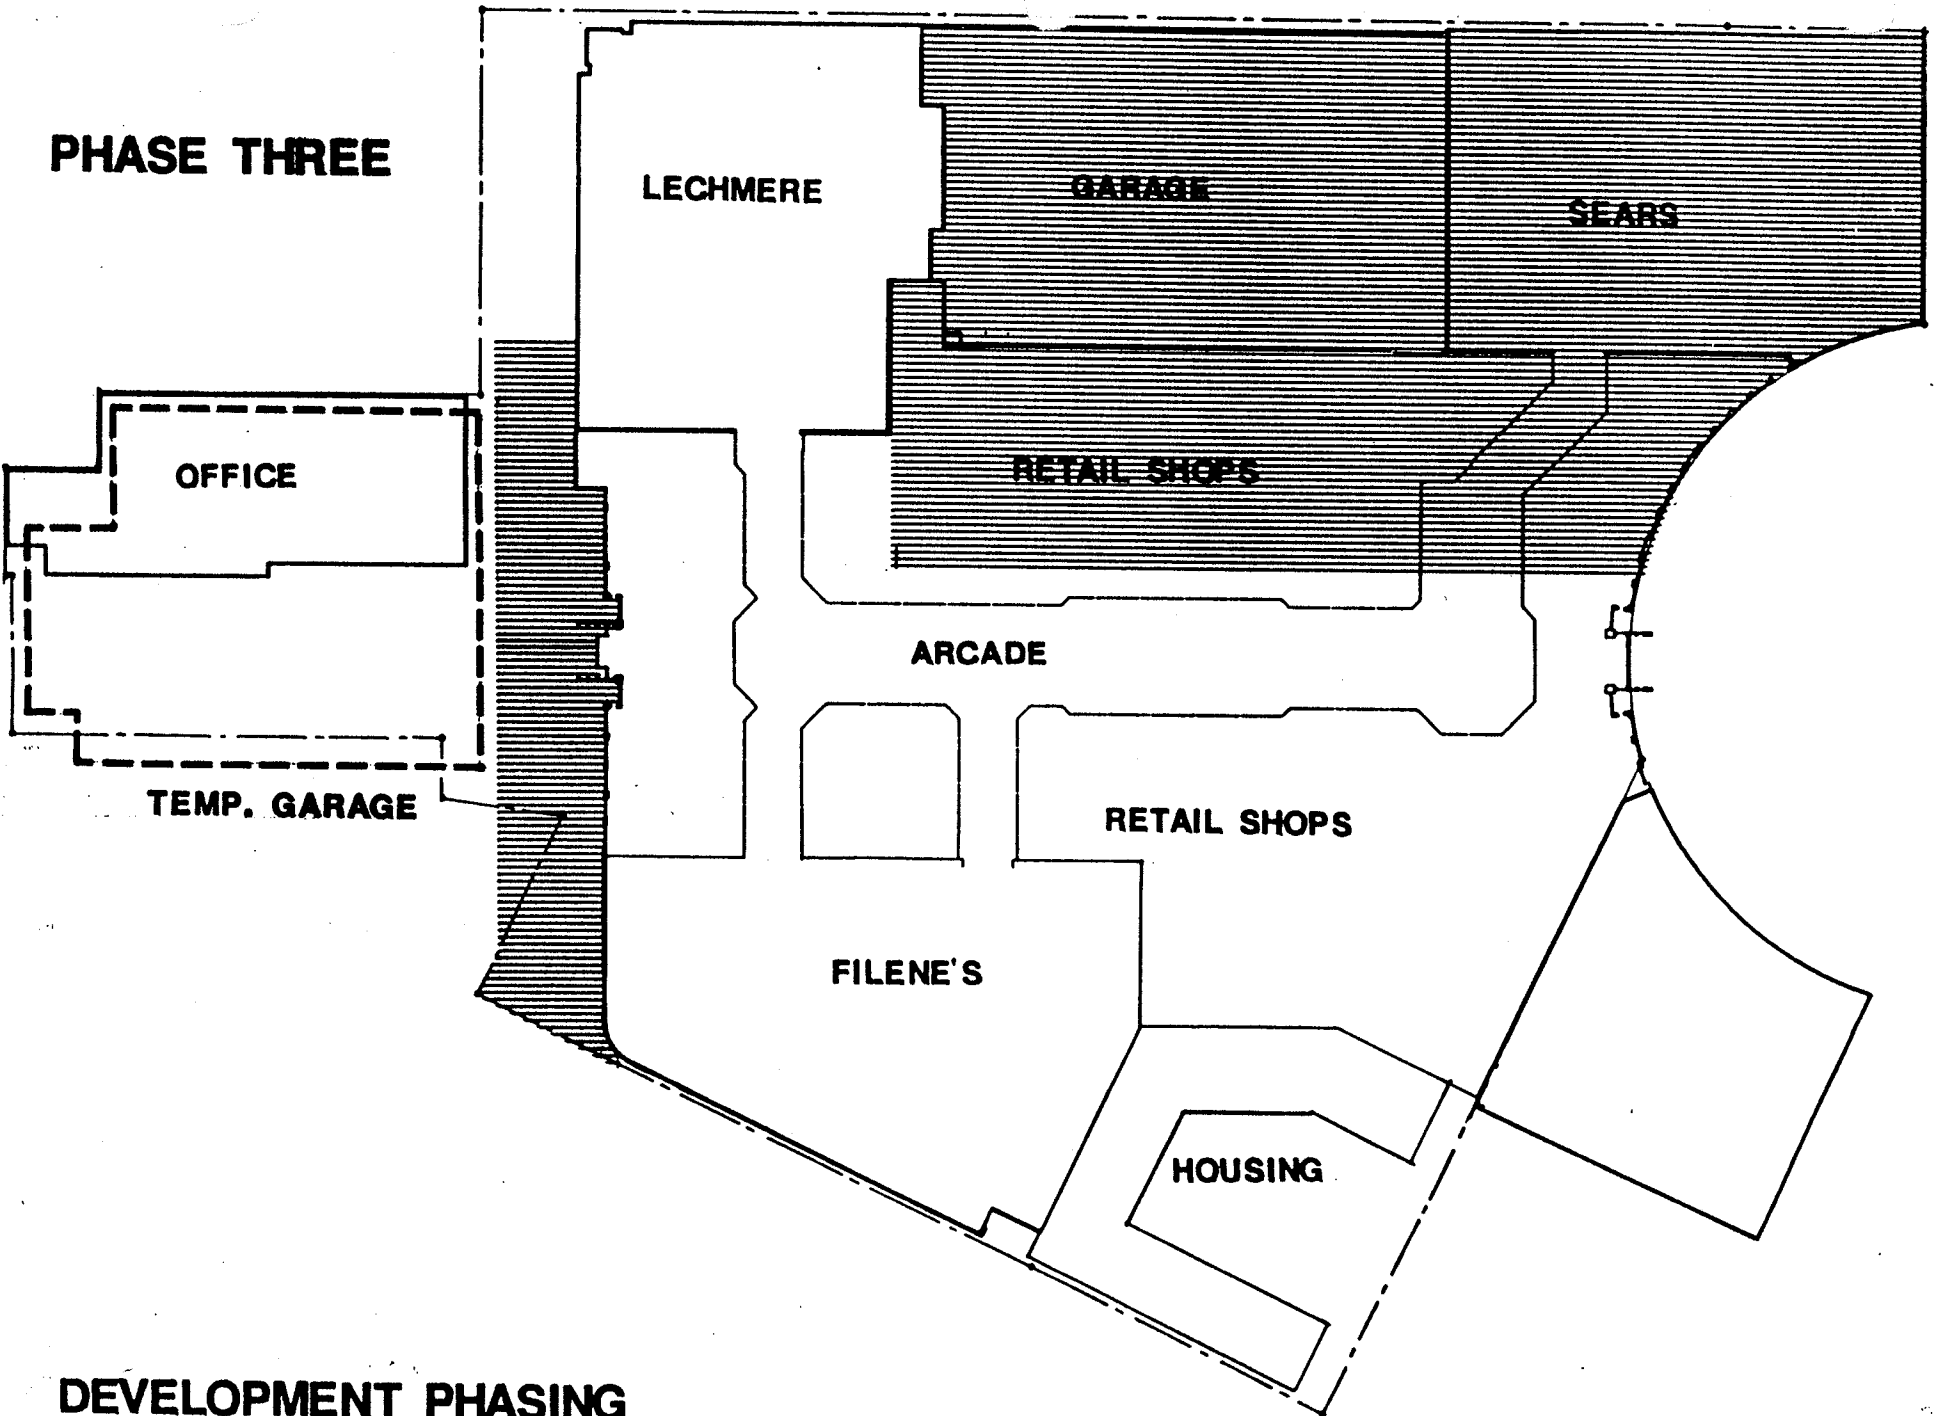 PHASE THREE
LECHMERE
GARAGE
SEARS
OFFICE
RETAIL SHOPS
ARCADE
TEMP. GARAGE
RETAIL SHOPS
FILENE'S
HOUSING
DEVELOPMENT PHASING